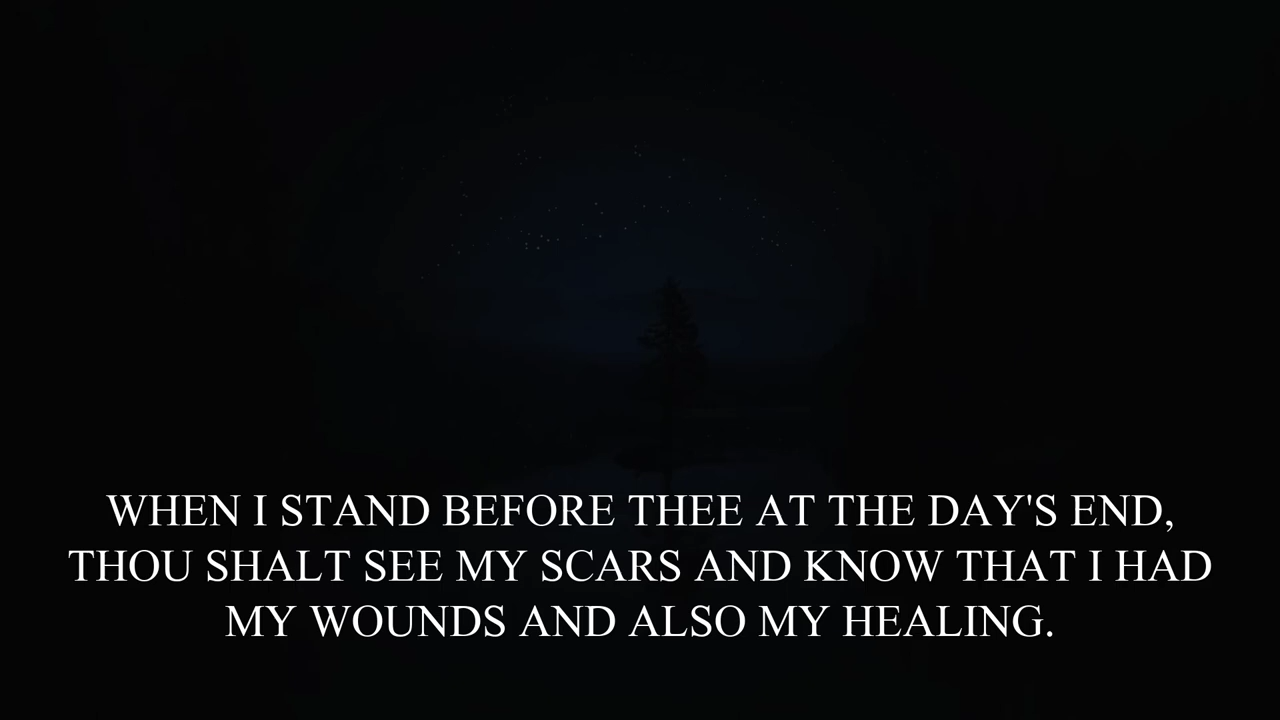 WHEN I STAND BEFORE THEE AT THE DAY'S END,
THOU SHALT SEE MY SCARS AND KNOW THAT I HAD
MY WOUNDS AND ALSO MY HEALING.